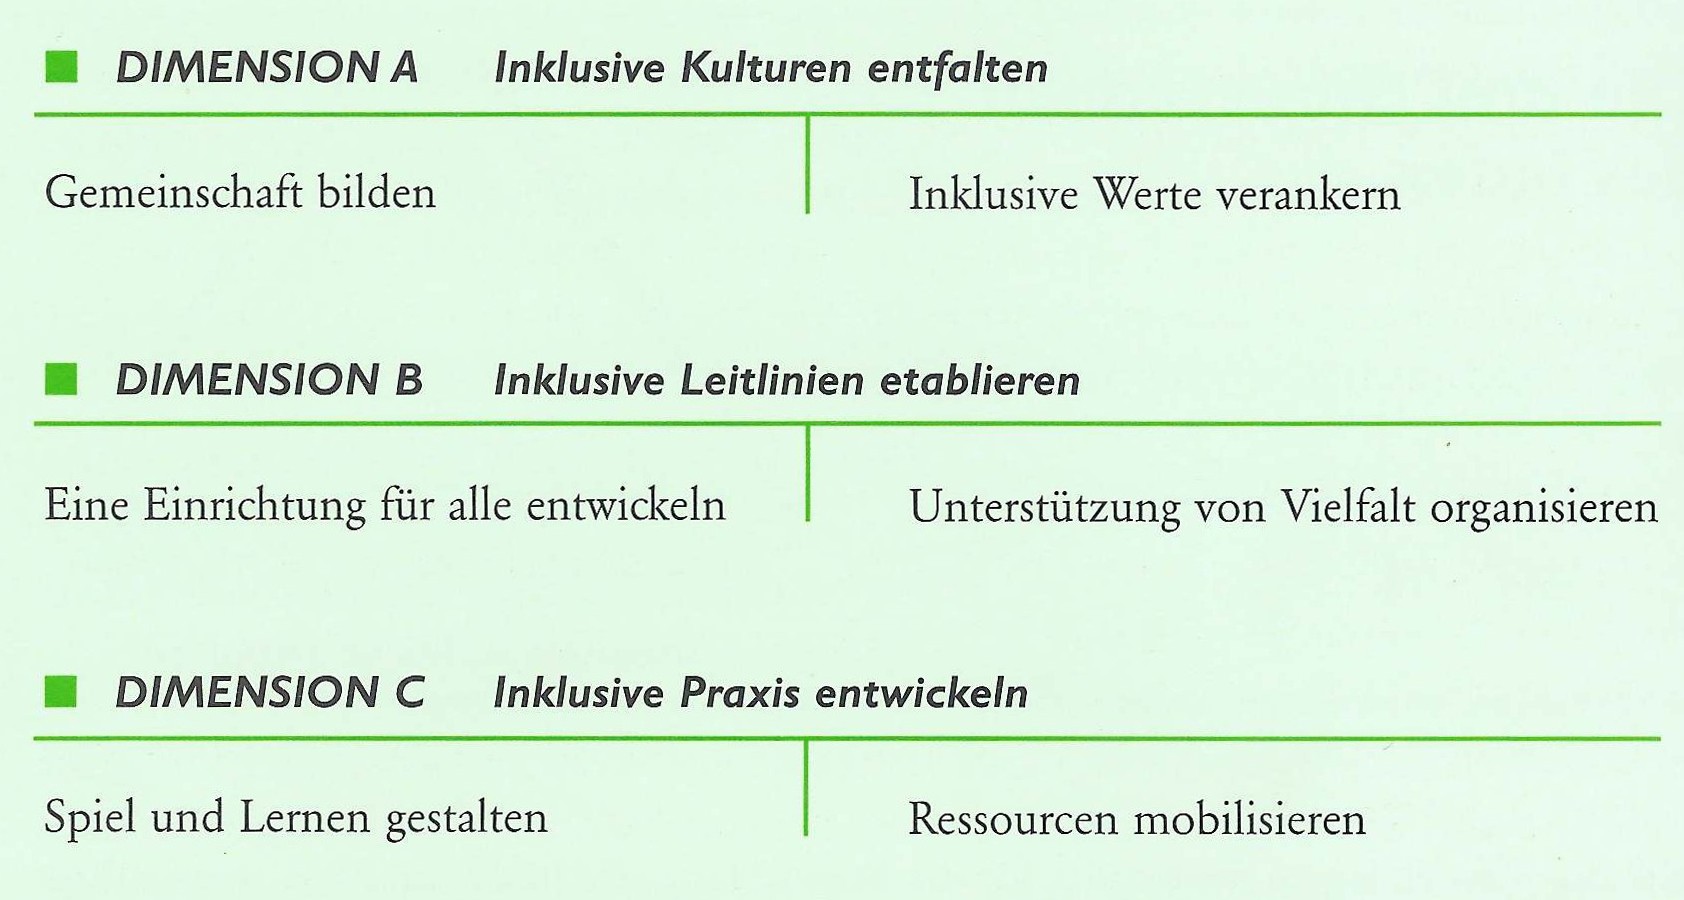 DIMENSION A Inklusive Kulturen entfalten
Gemeinschaft bilden Inklusive Werte verankern
DIMENSION B Inklusive Leitlinien etablieren
Eine Einrichtung für alle entwickeln Unterstützung von Vielfalt organisieren
DIMENSION C Inklusive Praxis entwickeln
Spiel und Lernen gestalten Ressourcen mobilisieren